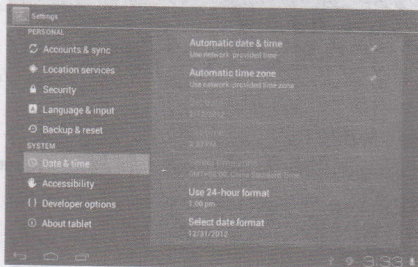 Settings
PERSONAL
Accounts & sync
Location services
Security
Language & input
Backup & reset
SYSTEM
Date & time
Accessibility
Developer options
About tablet
Automatic date & time
Use network-provided time
Automatic time zone
Use network-provided time zone
Use 24-hour format
1:00 pm
Select date format
12/31/2012
3:33